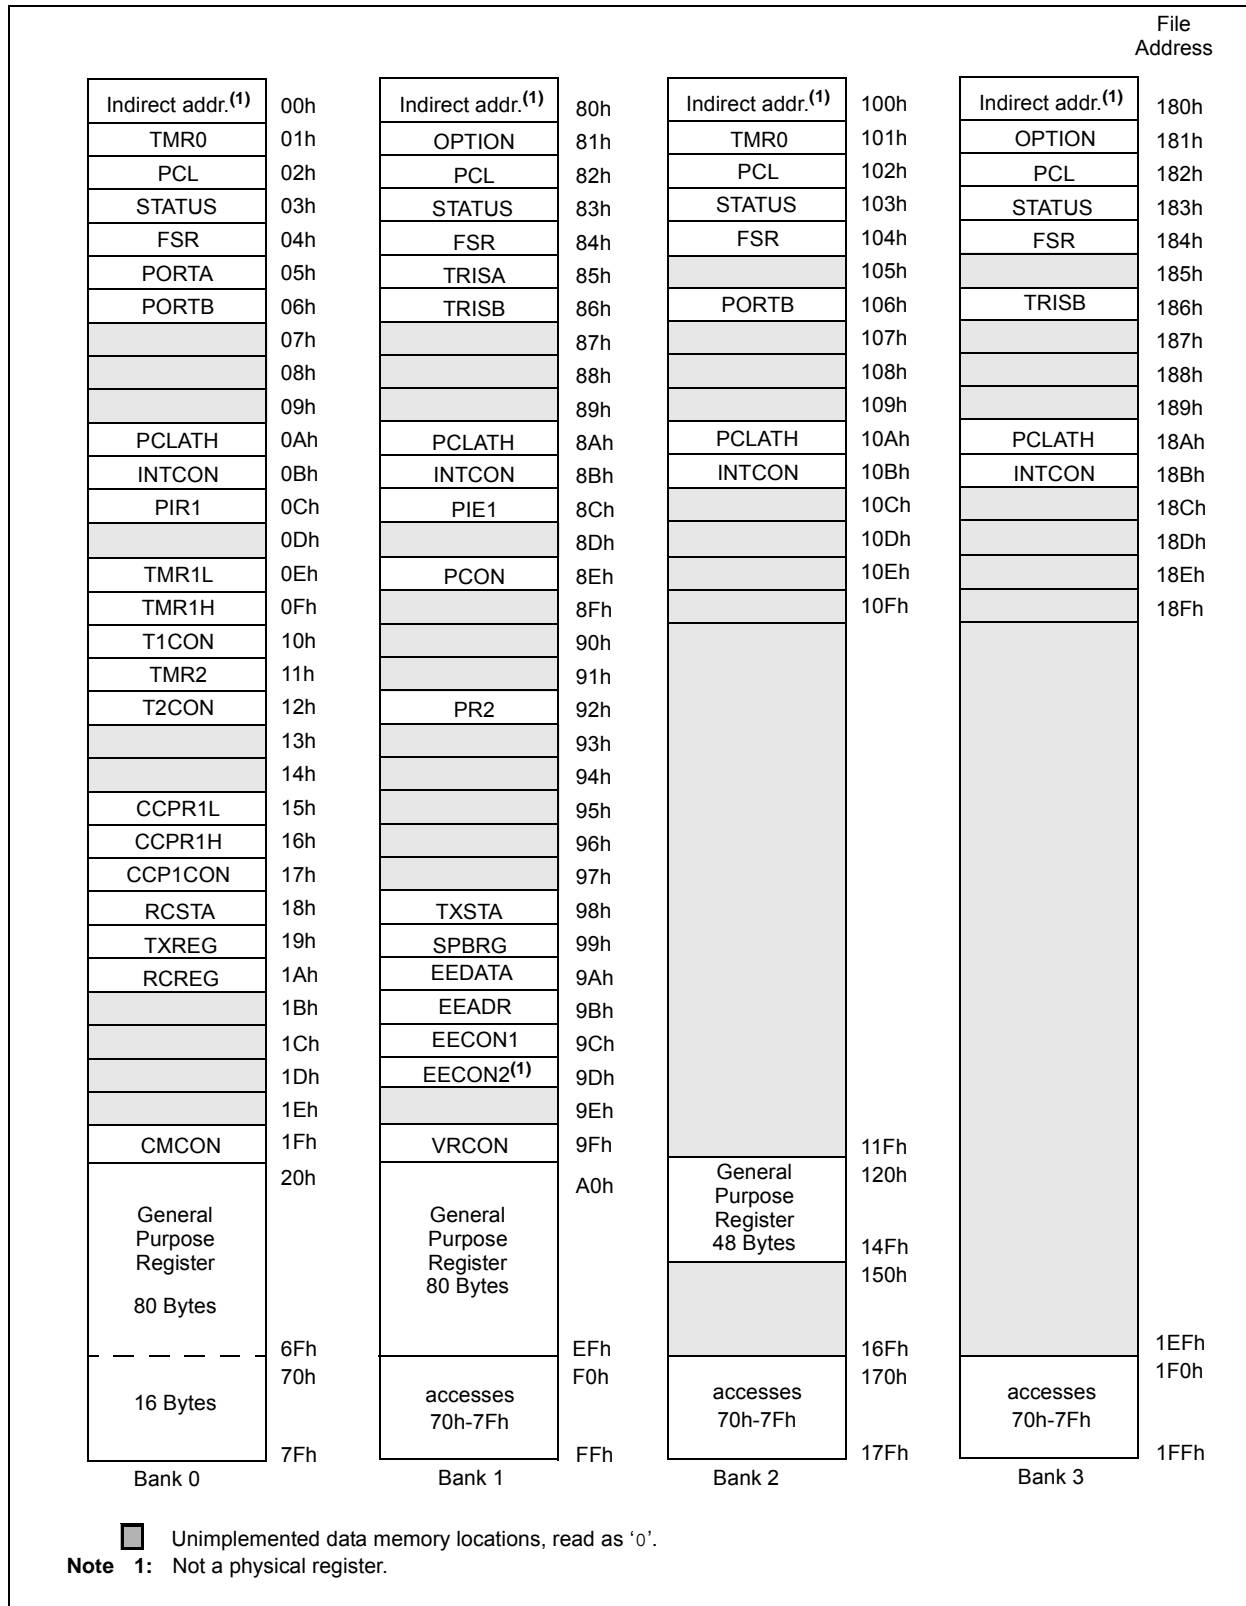 File
Address
Indirect addr.(1) 00h Indirect addr.(1) 80h Indirect addr.(1) 100h Indirect addr.(1) 180h
TMR0 01h OPTION 81h TMR0 101h OPTION 181h
PCL 02h PCL 82h PCL 102h PCL 182h
STATUS 03h STATUS 83h STATUS 103h STATUS 183h
FSR 04h FSR 84h FSR 104h FSR 184h
PORTA 05h TRISA 85h 105h 185h
PORTB 06h TRISB 86h PORTB 106h TRISB 186h
07h 87h 107h 187h
08h 88h 108h 188h
09h 89h 109h 189h
PCLATH 0Ah PCLATH 8Ah PCLATH 10Ah PCLATH 18Ah
INTCON 0Bh INTCON 8Bh INTCON 10Bh INTCON 18Bh
PIR1 0Ch PIE1 8Ch 10Ch 18Ch
0Dh 8Dh 10Dh 18Dh
TMR1L 0Eh PCON 8Eh 10Eh 18Eh
TMR1H 0Fh 8Fh 10Fh 18Fh
T1CON 10h 90h
TMR2 11h 91h
T2CON 12h PR2 92h
13h 93h
14h 94h
CCPR1L 15h 95h
CCPR1H 16h 96h
CCP1CON 17h 97h
RCSTA 18h TXSTA 98h
TXREG 19h SPBRG 99h
RCREG 1Ah EEDATA 9Ah
1Bh EEADR 9Bh
1Ch EECON1 9Ch
1Dh EECON2(1) 9Dh
1Eh 9Eh
CMCON 1Fh VRCON 9Fh 11Fh
20h A0h General 120h
General General Purpose
Purpose Purpose Register
Register Register 48 Bytes 14Fh
80 Bytes 80 Bytes 150h
6Fh EFh 16Fh 1EFh
70h F0h 170h 1F0h
16 Bytes accesses accesses accesses
70h-7Fh 70h-7Fh 70h-7Fh
7Fh FFh 17Fh 1FFh
Bank 0 Bank 1 Bank 2 Bank 3
Unimplemented data memory locations, read as ‘0’.
Note 1: Not a physical register.